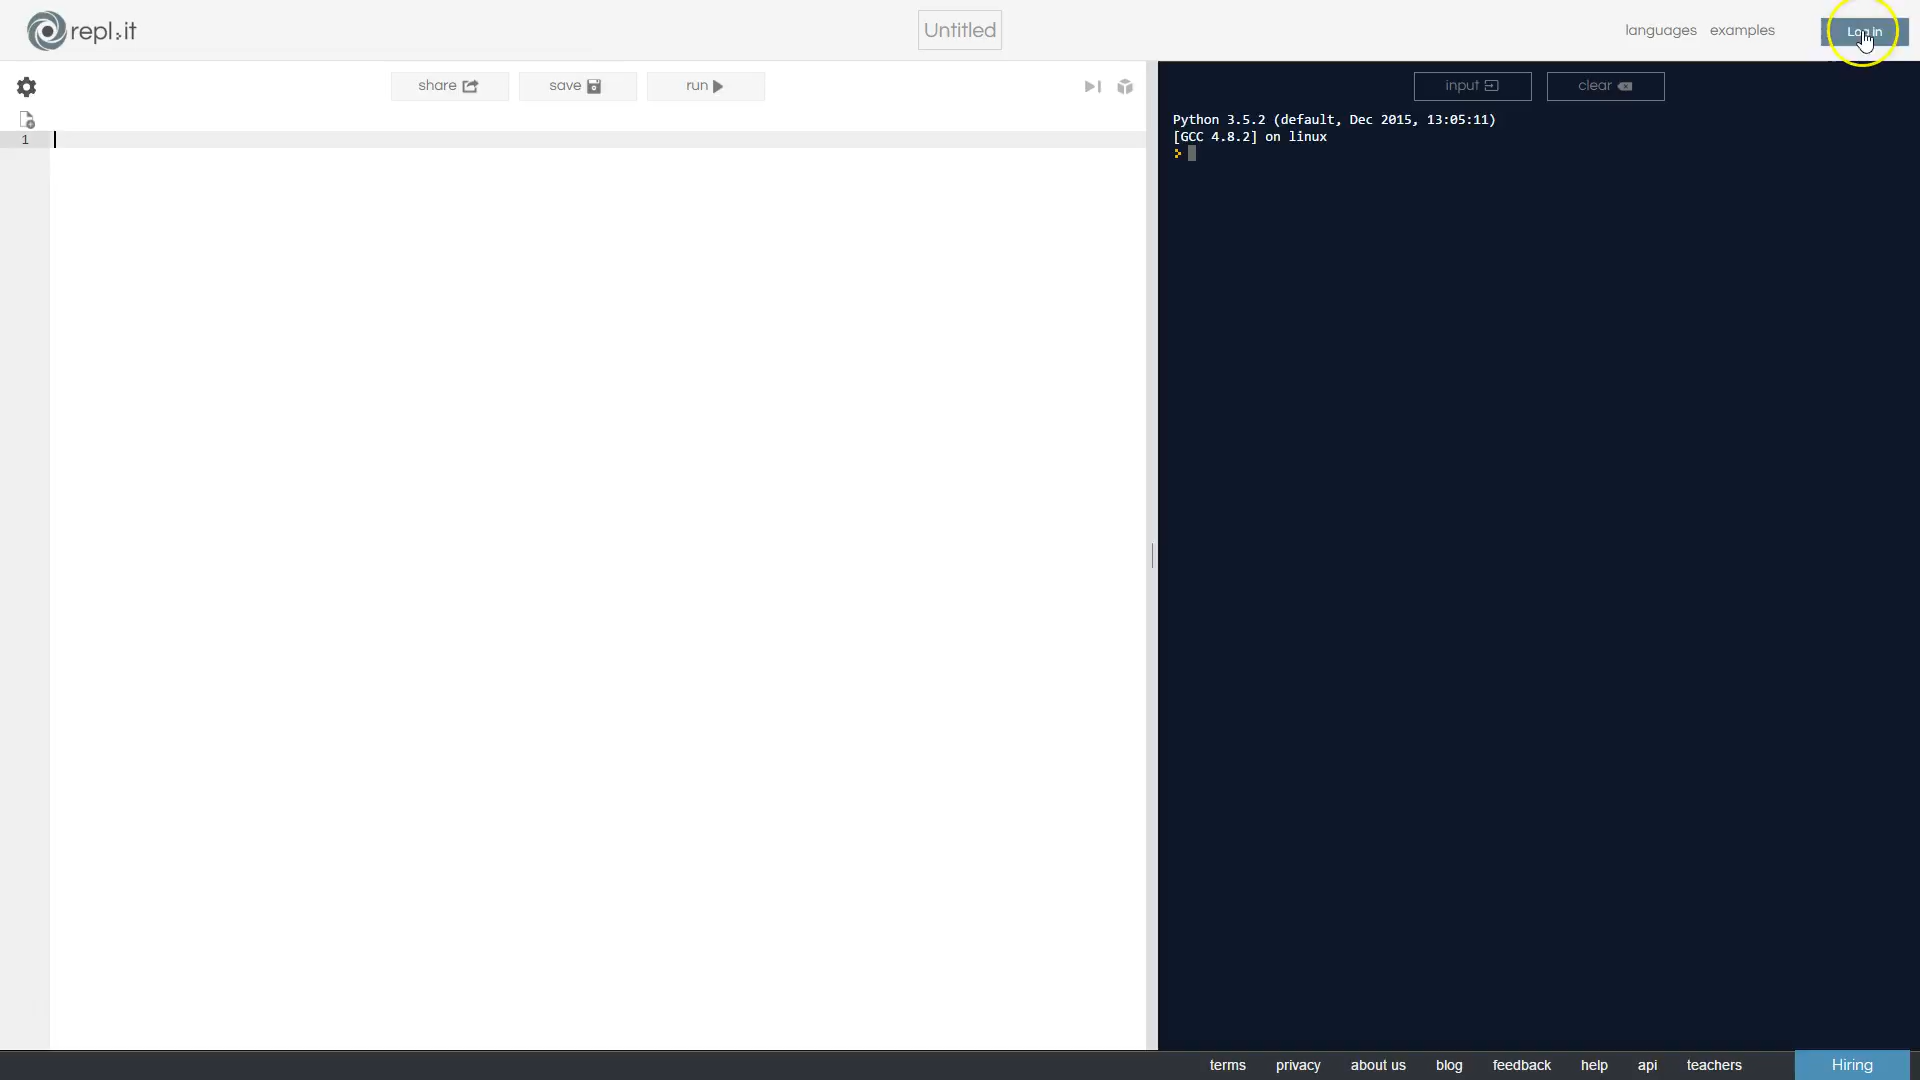 repl.it
Untitled
languages
examples
Log in
share
save
run
input
clear
1
Python 3.5.2 (default, Dec 2015, 13:05:11)
[GCC 4.8.2] on linux
terms
privacy
about us
blog
feedback
help
api
teachers
Hiring